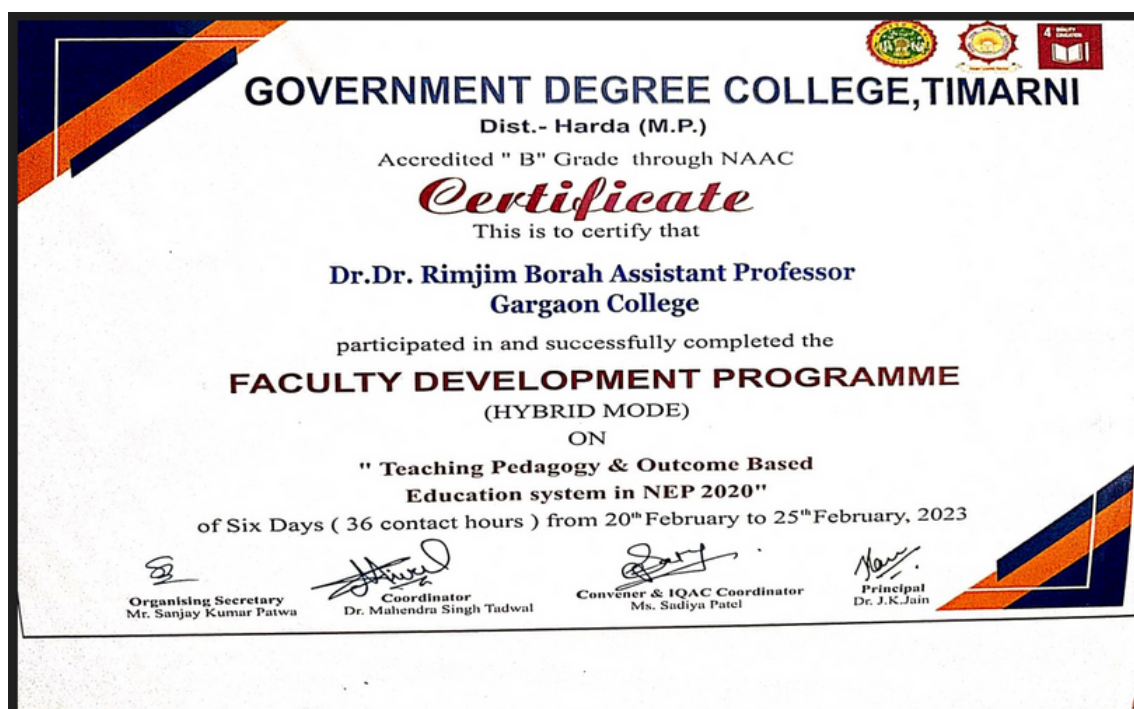 4 QUALITY EDUCATION
GOVERNMENT DEGREE COLLEGE,TIMARNI
Dist.- Harda (M.P.)
Accredited " B" Grade through NAAC
Certificate
This is to certify that
Dr.Dr. Rimjim Borah Assistant Professor
Gargaon College
participated in and successfully completed the
FACULTY DEVELOPMENT PROGRAMME
(HYBRID MODE)
ON
" Teaching Pedagogy & Outcome Based
Education system in NEP 2020"
of Six Days ( 36 contact hours ) from 20th February to 25th February, 2023
Organising Secretary
Mr. Sanjay Kumar Patwa
Coordinator
Dr. Mahendra Singh Tadwal
Convener & IQAC Coordinator
Ms. Sadiya Patel
Principal
Dr. J.K.Jain